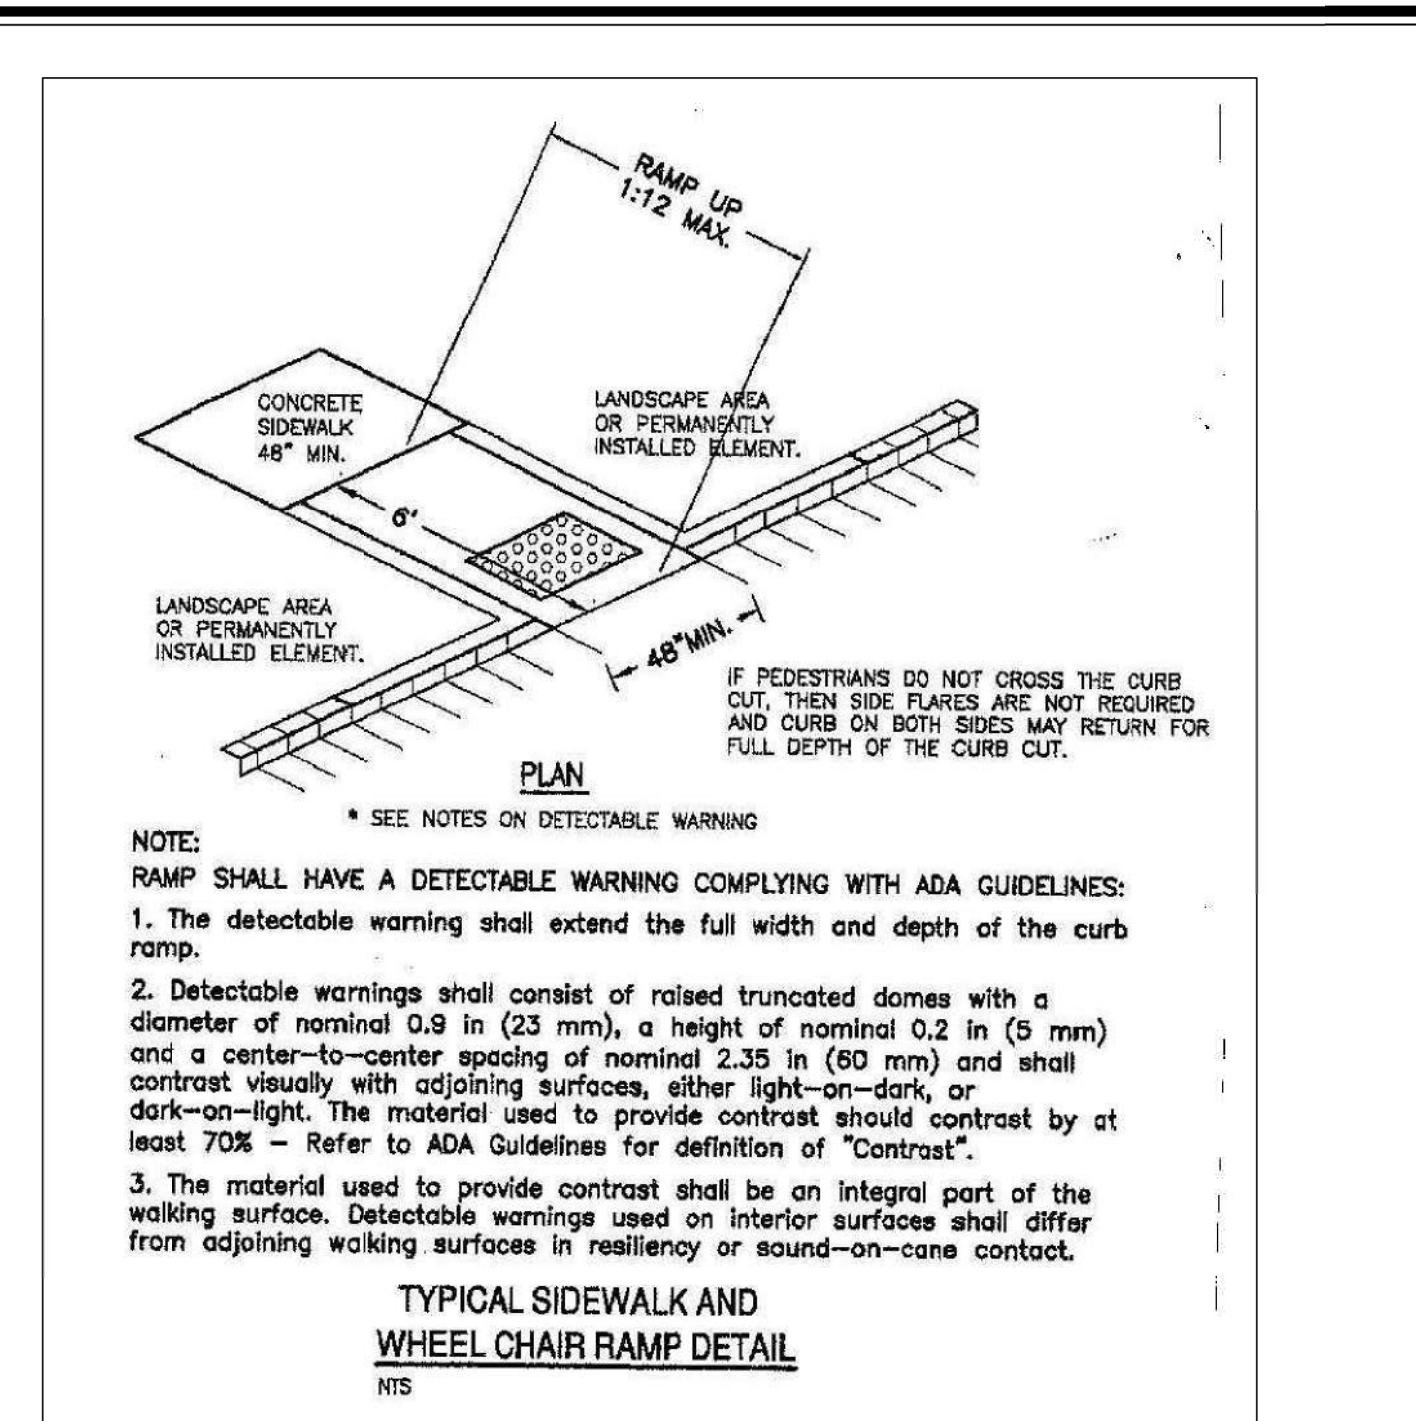 RAMP UP
1:12 MAX.
CONCRETE
SIDEWALK
48" MIN.
LANDSCAPE AREA
OR PERMANENTLY
INSTALLED ELEMENT.
6'
LANDSCAPE AREA
OR PERMANENTLY
INSTALLED ELEMENT.
48"MIN.
IF PEDESTRIANS DO NOT CROSS THE CURB
CUT, THEN SIDE FLARES ARE NOT REQUIRED
AND CURB ON BOTH SIDES MAY RETURN FOR
FULL DEPTH OF THE CURB CUT.
PLAN
* SEE NOTES ON DETECTABLE WARNING
NOTE:
RAMP SHALL HAVE A DETECTABLE WARNING COMPLYING WITH ADA GUIDELINES:
1. The detectable warning shall extend the full width and depth of the curb
ramp.
2. Detectable warnings shall consist of raised truncated domes with a
diameter of nominal 0.9 in (23 mm), a height of nominal 0.2 in (5 mm)
and a center-to-center spacing of nominal 2.35 in (60 mm) and shall
contrast visually with adjoining surfaces, either light-on-dark, or
dark-on-light. The material used to provide contrast should contrast by at
least 70% - Refer to ADA Guidelines for definition of "Contrast".
3. The material used to provide contrast shall be an integral part of the
walking surface. Detectable warnings used on interior surfaces shall differ
from adjoining walking surfaces in resiliency or sound-on-cane contact.
TYPICAL SIDEWALK AND
WHEEL CHAIR RAMP DETAIL
NTS